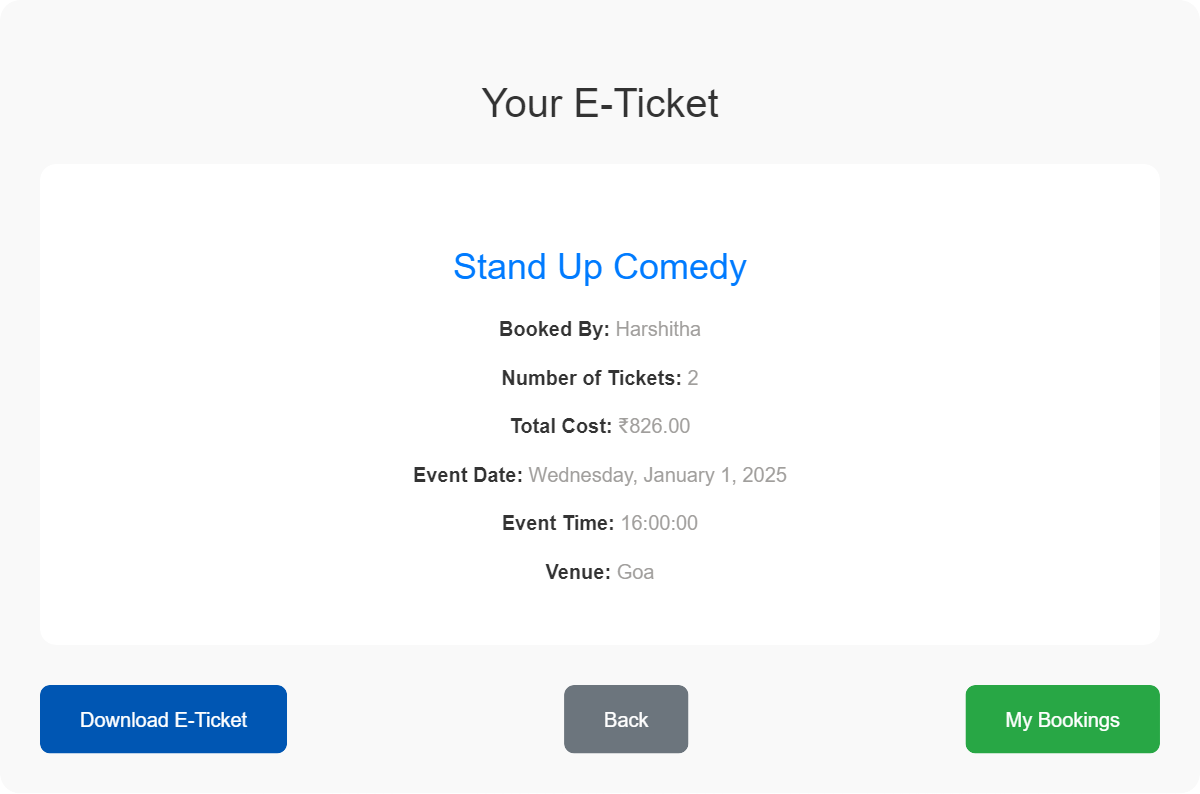 Your E-Ticket
Stand Up Comedy
Booked By: Harshitha
Number of Tickets: 2
Total Cost: ₹826.00
Event Date: Wednesday, January 1, 2025
Event Time: 16:00:00
Venue: Goa
Download E-Ticket
Back
My Bookings